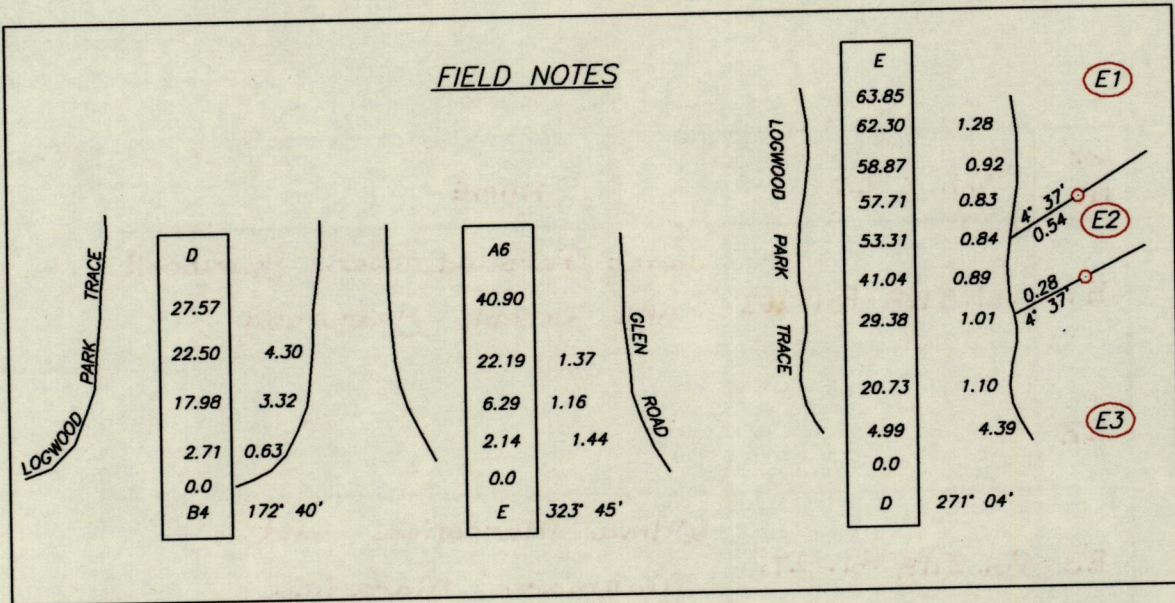 FIELD NOTES
LOGWOOD PARK TRACE
D
27.57
22.50 4.30
17.98 3.32
2.71 0.63
0.0
B4 172° 40'
A6
40.90
22.19 1.37
6.29 1.16
2.14 1.44
0.0
E 323° 45'
GLEN ROAD
LOGWOOD PARK TRACE
E
63.85
62.30 1.28
58.87 0.92
57.71 0.83
53.31 0.84
41.04 0.89
29.38 1.01
20.73 1.10
4.99 4.39
0.0
D 271° 04'
4° 37'
0.54
0.28
4° 37'
E1
E2
E3